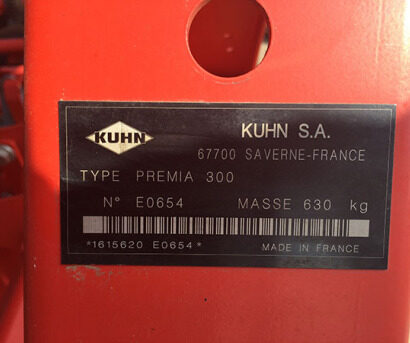 KUHN
KUHN S.A.
67700 SAVERNE-FRANCE
TYPE PREMIA 300
N° E0654 MASSE 630 kg
*1615620 E0654*
MADE IN FRANCE